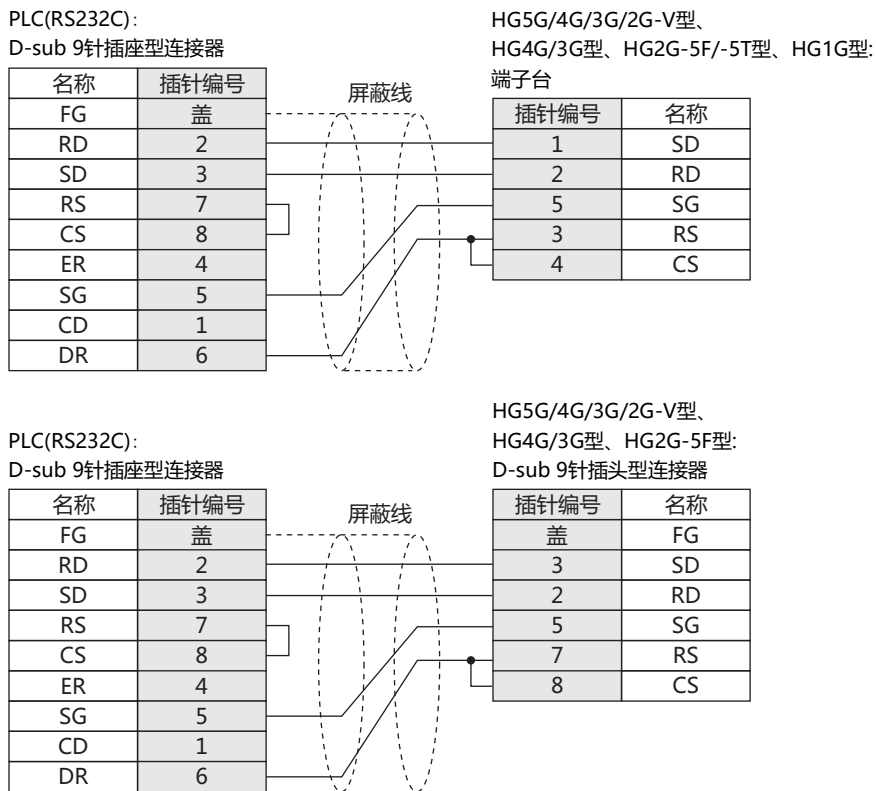 PLC(RS232C):
D-sub 9针插座型连接器
HG5G/4G/3G/2G-V型、
HG4G/3G型、HG2G-5F/-5T型、HG1G型:
端子台
名称 插针编号
FG 盖
RD 2
SD 3
RS 7
CS 8
ER 4
SG 5
CD 1
DR 6
屏蔽线
插针编号 名称
1 SD
2 RD
5 SG
3 RS
4 CS
PLC(RS232C):
D-sub 9针插座型连接器
HG5G/4G/3G/2G-V型、
HG4G/3G型、HG2G-5F型:
D-sub 9针插头型连接器
名称 插针编号
FG 盖
RD 2
SD 3
RS 7
CS 8
ER 4
SG 5
CD 1
DR 6
屏蔽线
插针编号 名称
盖 FG
3 SD
2 RD
5 SG
7 RS
8 CS